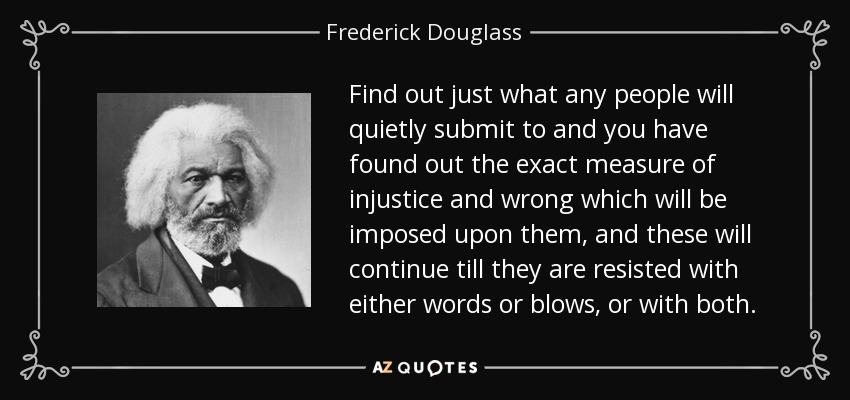 Frederick Douglass
Find out just what any people will
quietly submit to and you have
found out the exact measure of
injustice and wrong which will be
imposed upon them, and these will
continue till they are resisted with
either words or blows, or with both.
AZ QUOTES